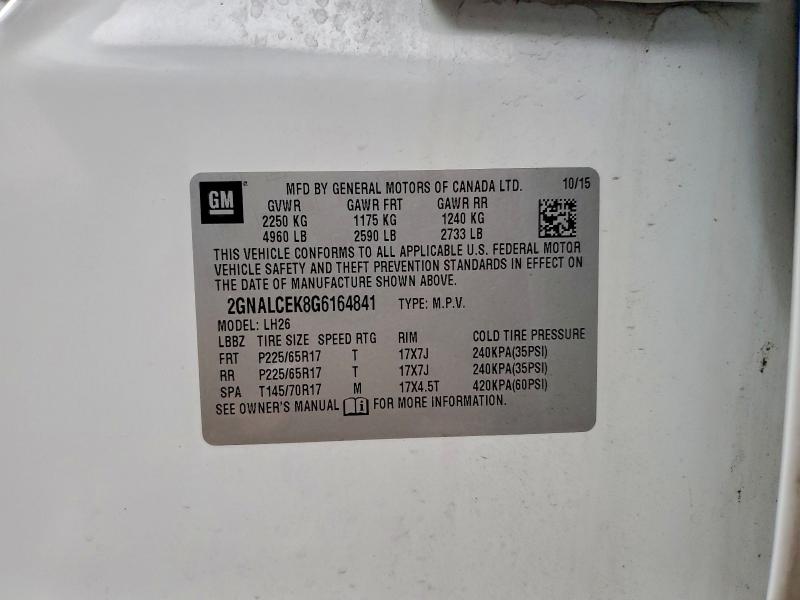 GM
MFD BY GENERAL MOTORS OF CANADA LTD. 10/15
GVWR GAWR FRT GAWR RR
2250 KG 1175 KG 1240 KG
4960 LB 2590 LB 2733 LB
THIS VEHICLE CONFORMS TO ALL APPLICABLE U.S. FEDERAL MOTOR
VEHICLE SAFETY AND THEFT PREVENTION STANDARDS IN EFFECT ON
THE DATE OF MANUFACTURE SHOWN ABOVE.
2GNALCEK8G6164841 TYPE: M.P.V.
MODEL: LH26
LBBZ TIRE SIZE SPEED RTG RIM COLD TIRE PRESSURE
FRT P225/65R17 T 17X7J 240KPA(35PSI)
RR P225/65R17 T 17X7J 240KPA(35PSI)
SPA T145/70R17 M 17X4.5T 420KPA(60PSI)
SEE OWNER'S MANUAL FOR MORE INFORMATION.